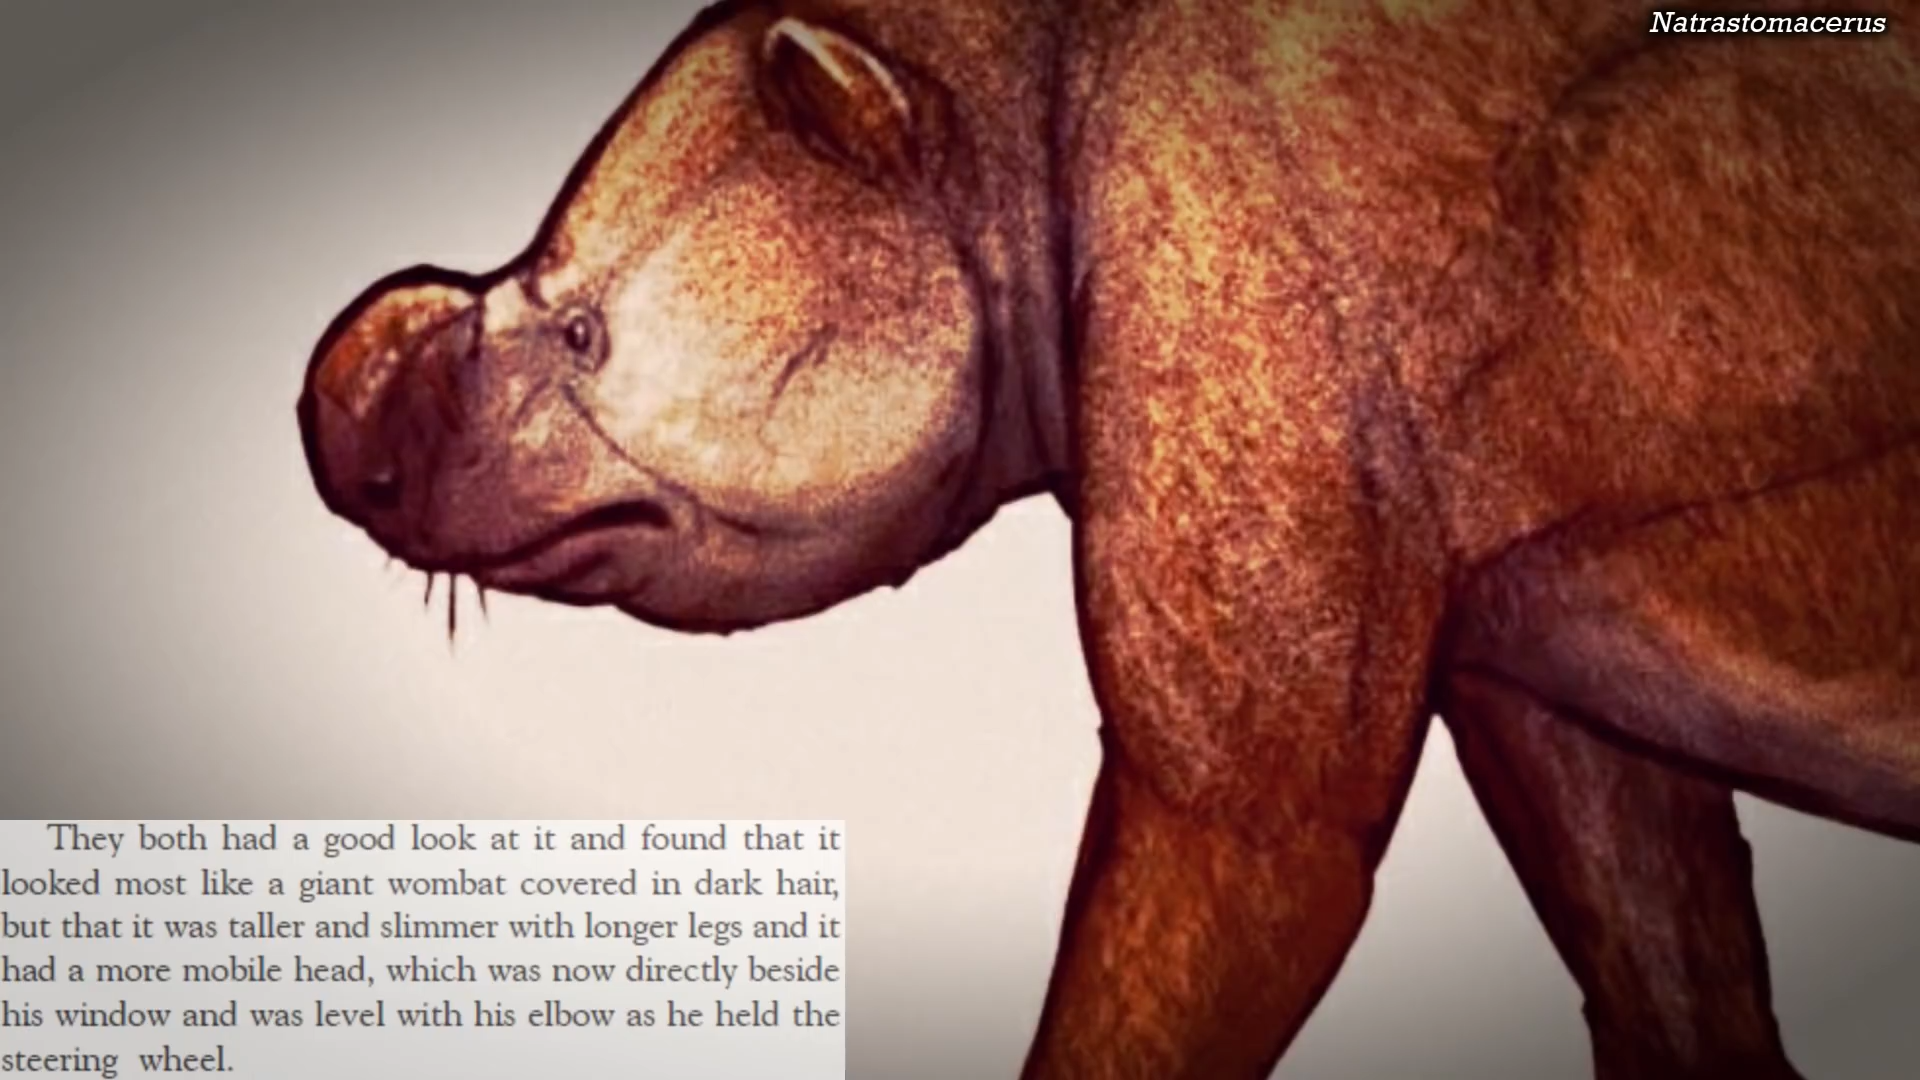 Natrastomacerus
They both had a good look at it and found that it
looked most like a giant wombat covered in dark hair,
but that it was taller and slimmer with longer legs and it
had a more mobile head, which was now directly beside
his window and was level with his elbow as he held the
steering wheel.